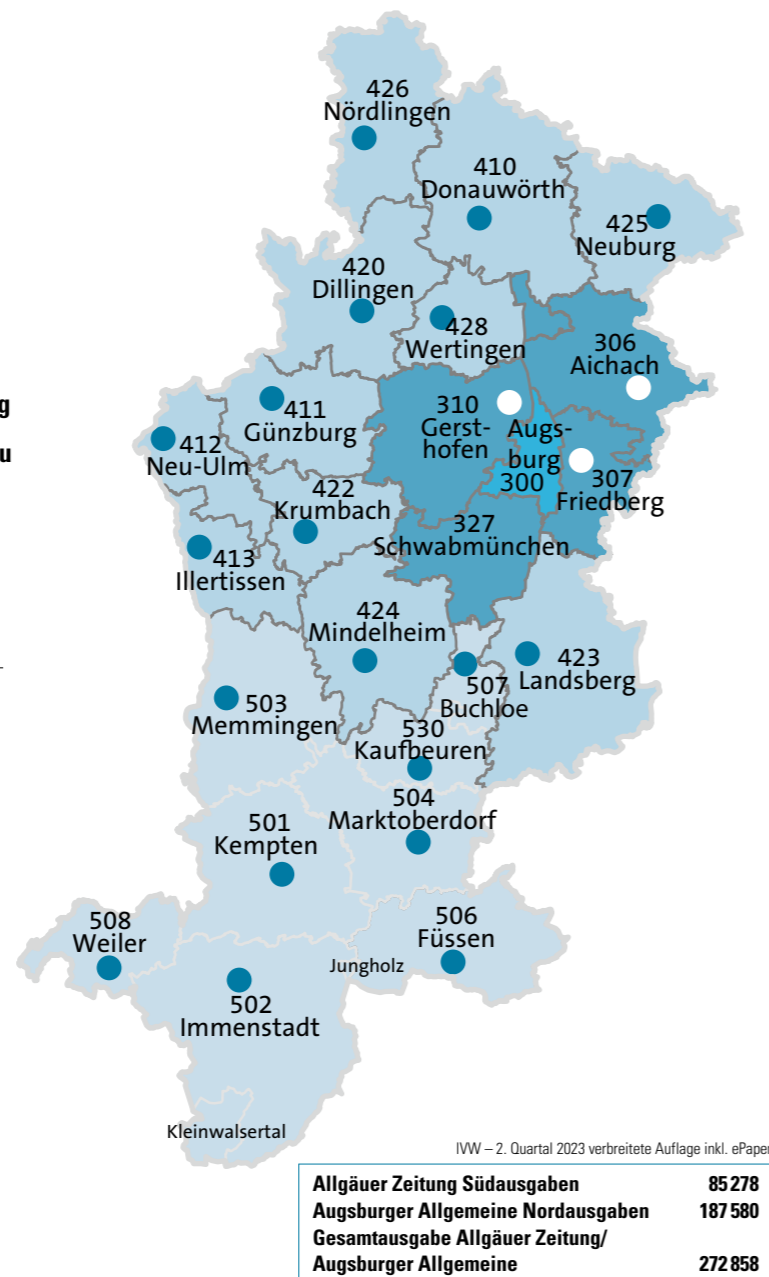 426
Nördlingen
410
Donauwörth
425
Neuburg
420
Dillingen
428
Wertingen
306
Aichach
g
u
411
Günzburg
310
Gerst-
hofen
Augs-
burg
300
412
Neu-Ulm
307
Friedberg
422
Krumbach
327
Schwabmünchen
413
Illertissen
424
Mindelheim
423
Landsberg
507
Buchloe
503
Memmingen
530
Kaufbeuren
504
Marktoberdorf
501
Kempten
508
Weiler
506
Füssen
Jungholz
502
Immenstadt
Kleinwalsertal
IVW – 2. Quartal 2023 verbreitete Auflage inkl. ePaper
Allgäuer Zeitung Südausgaben 85 278
Augsburger Allgemeine Nordausgaben 187 580
Gesamtausgabe Allgäuer Zeitung/
Augsburger Allgemeine 272 858